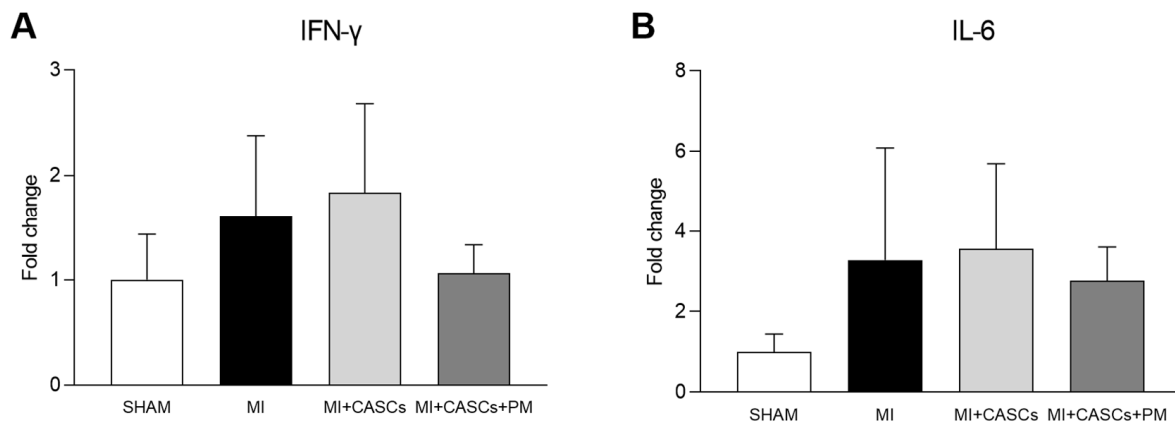 A
IFN-γ
Fold change
3
2
1
0
SHAM
MI
MI+CASCs
MI+CASCs+PM
B
IL-6
Fold change
8
6
4
2
0
SHAM
MI
MI+CASCs
MI+CASCs+PM